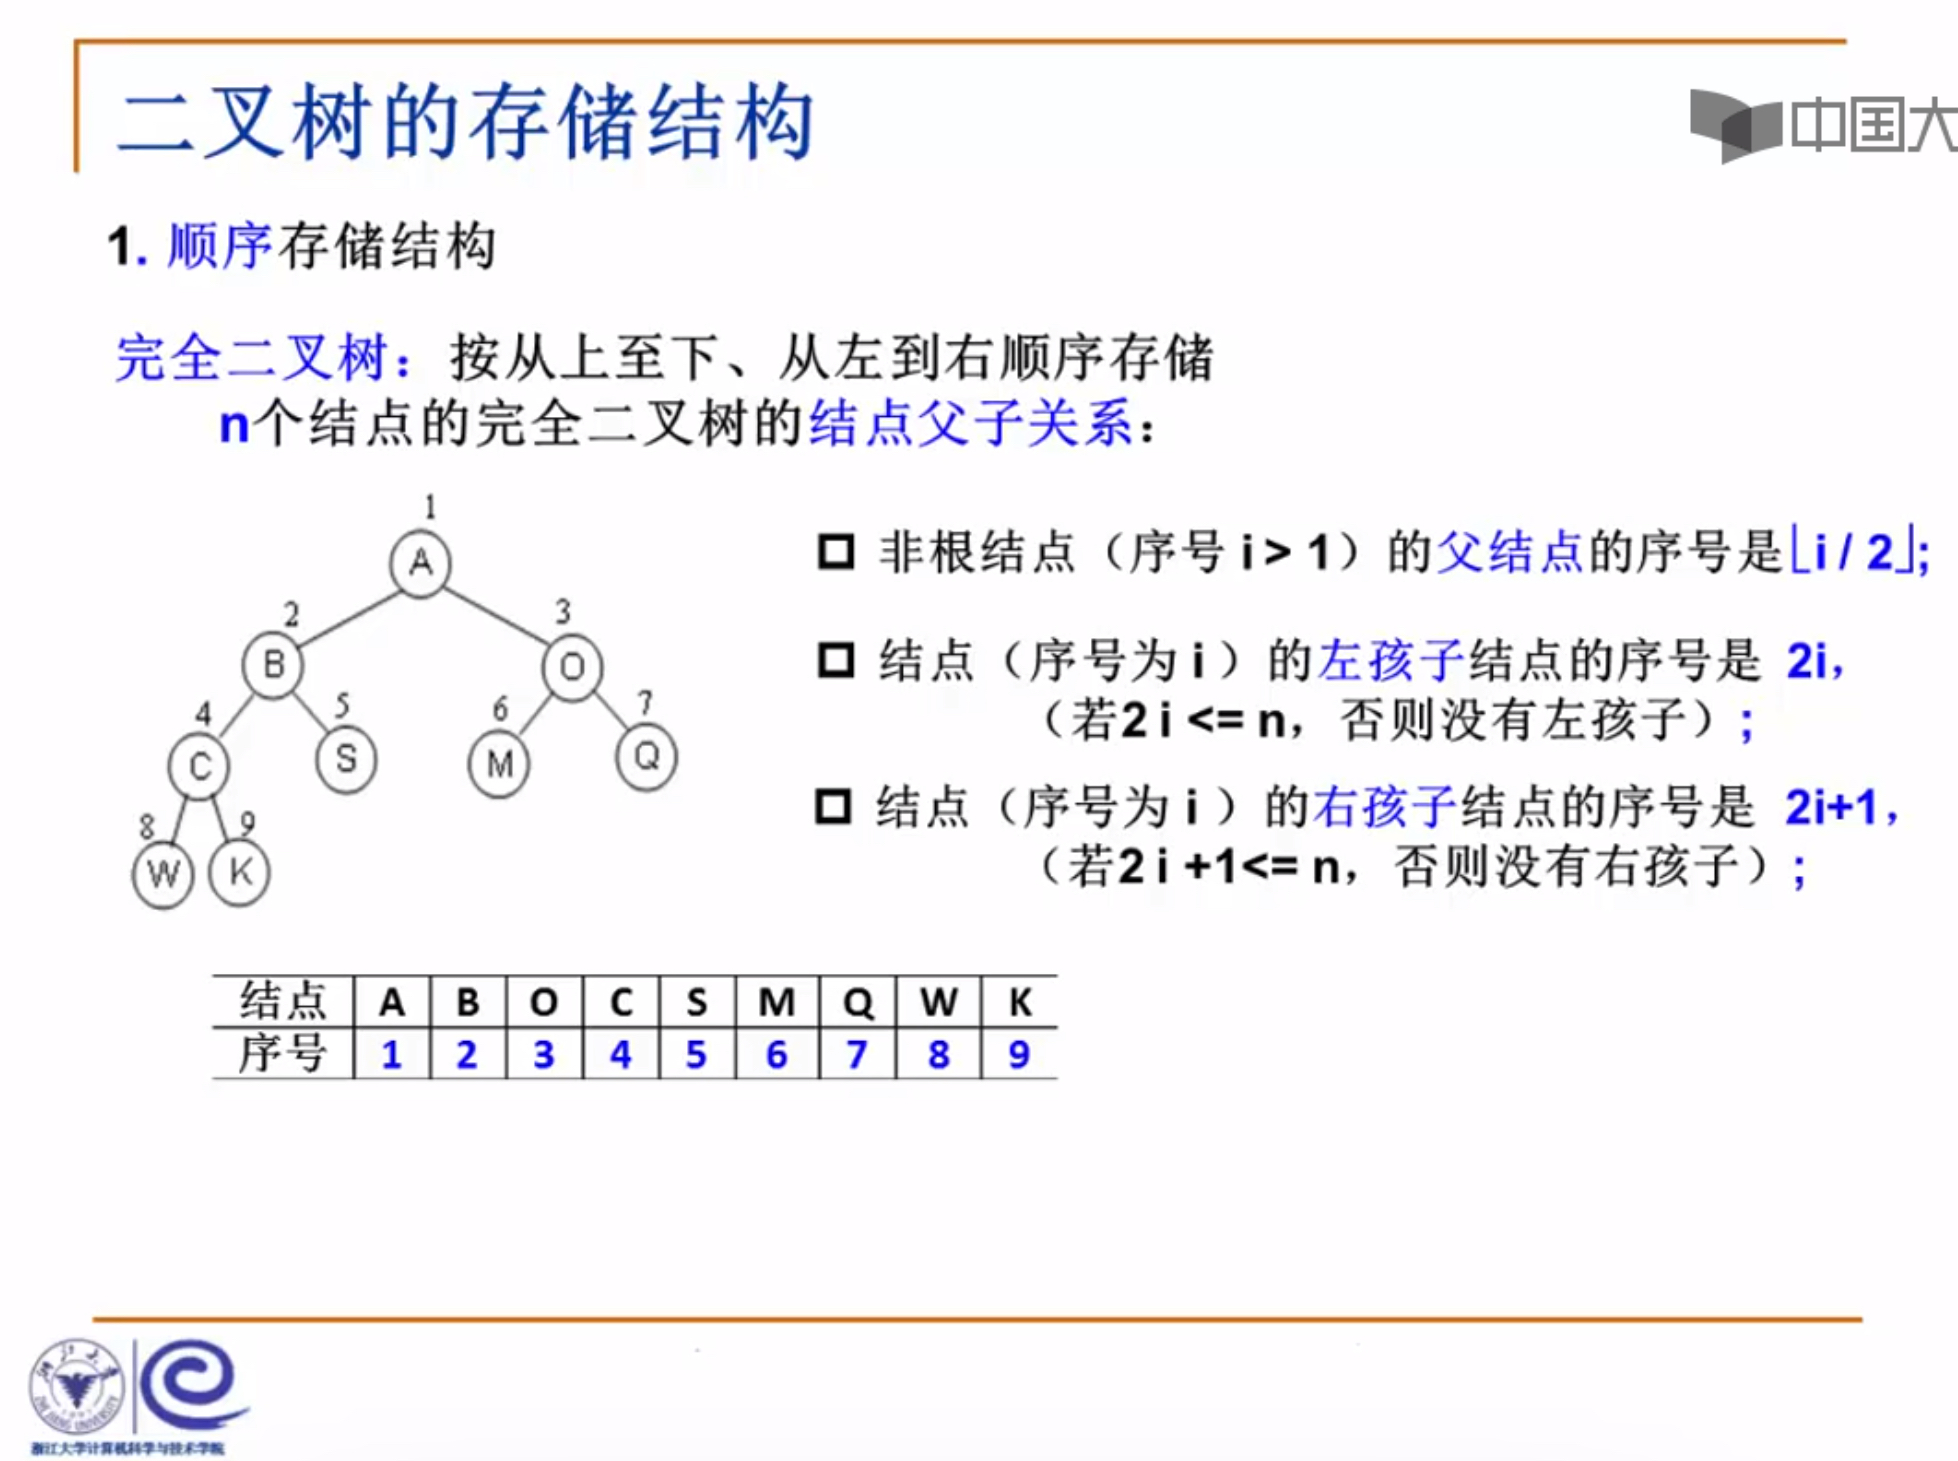 二叉树的存储结构
中国大
1. 顺序存储结构
完全二叉树：按从上至下、从左到右顺序存储
n个结点的完全二叉树的结点父子关系：
1
A
2
3
B
O
4
5
6
7
C
S
M
Q
8
9
W
K
非根结点（序号 i > 1）的父结点的序号是⌊i / 2⌋;
结点（序号为 i ）的左孩子结点的序号是 2i，
（若2 i <= n，否则没有左孩子）;
结点（序号为 i ）的右孩子结点的序号是 2i+1，
（若2 i +1<= n，否则没有右孩子）;
结点 A B O C S M Q W K
序号 1 2 3 4 5 6 7 8 9
浙江大学计算机科学与技术学院